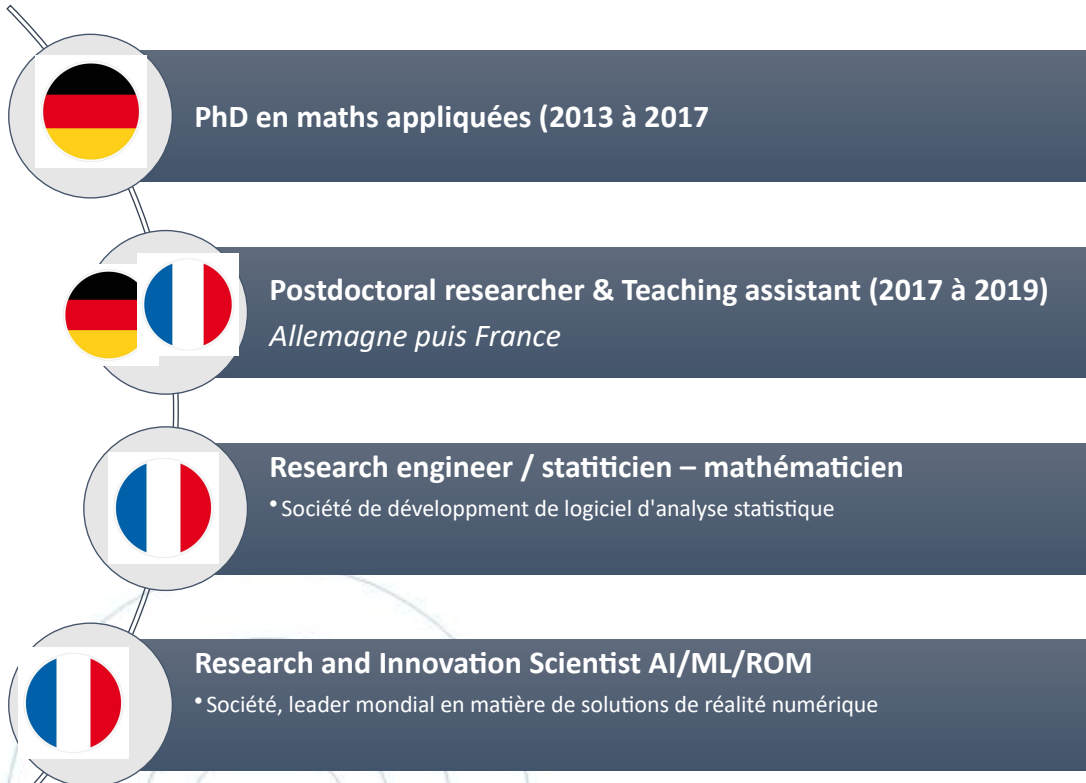 PhD en maths appliquées (2013 à 2017
Postdoctoral researcher & Teaching assistant (2017 à 2019)
Allemagne puis France
Research engineer / statiticien – mathématicien
• Société de développment de logiciel d'analyse statistique
Research and Innovation Scientist AI/ML/ROM
• Société, leader mondial en matière de solutions de réalité numérique